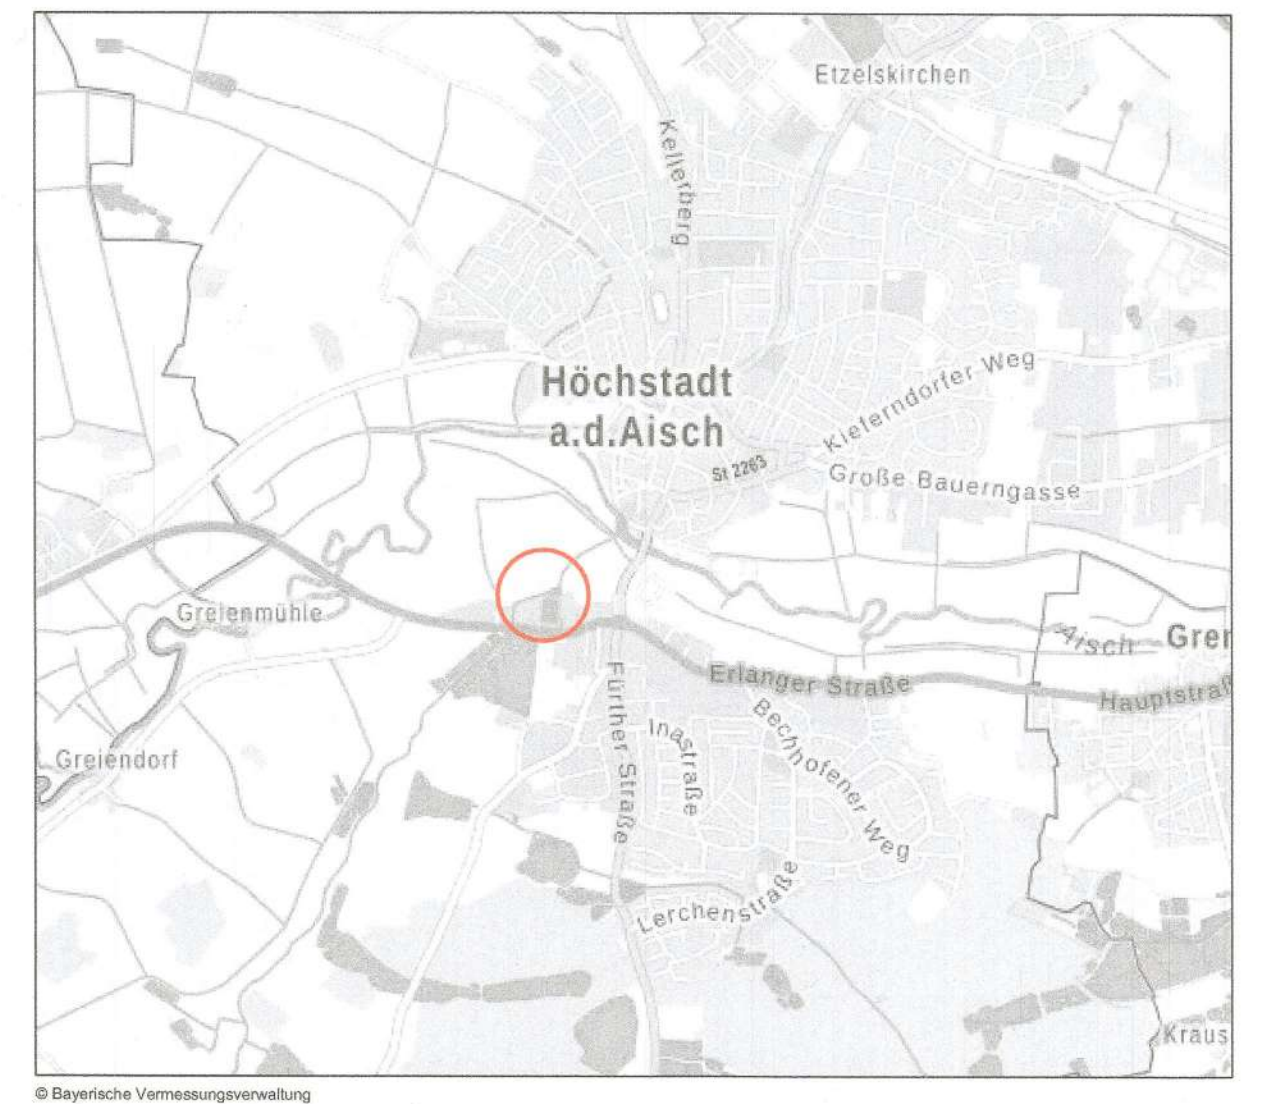 Etzelskirchen
Kellerberg
Höchstadt
a.d.Aisch
Kieferndorfer Weg
St 2263
Große Bauerngasse
Greienmühle
Aisch
Grem
Erlanger Straße
Hauptstraß
Fürther Straße
Inastraße
Bechhofener Weg
Greiendorf
Lerchenstraße
Kraus
© Bayerische Vermessungsverwaltung